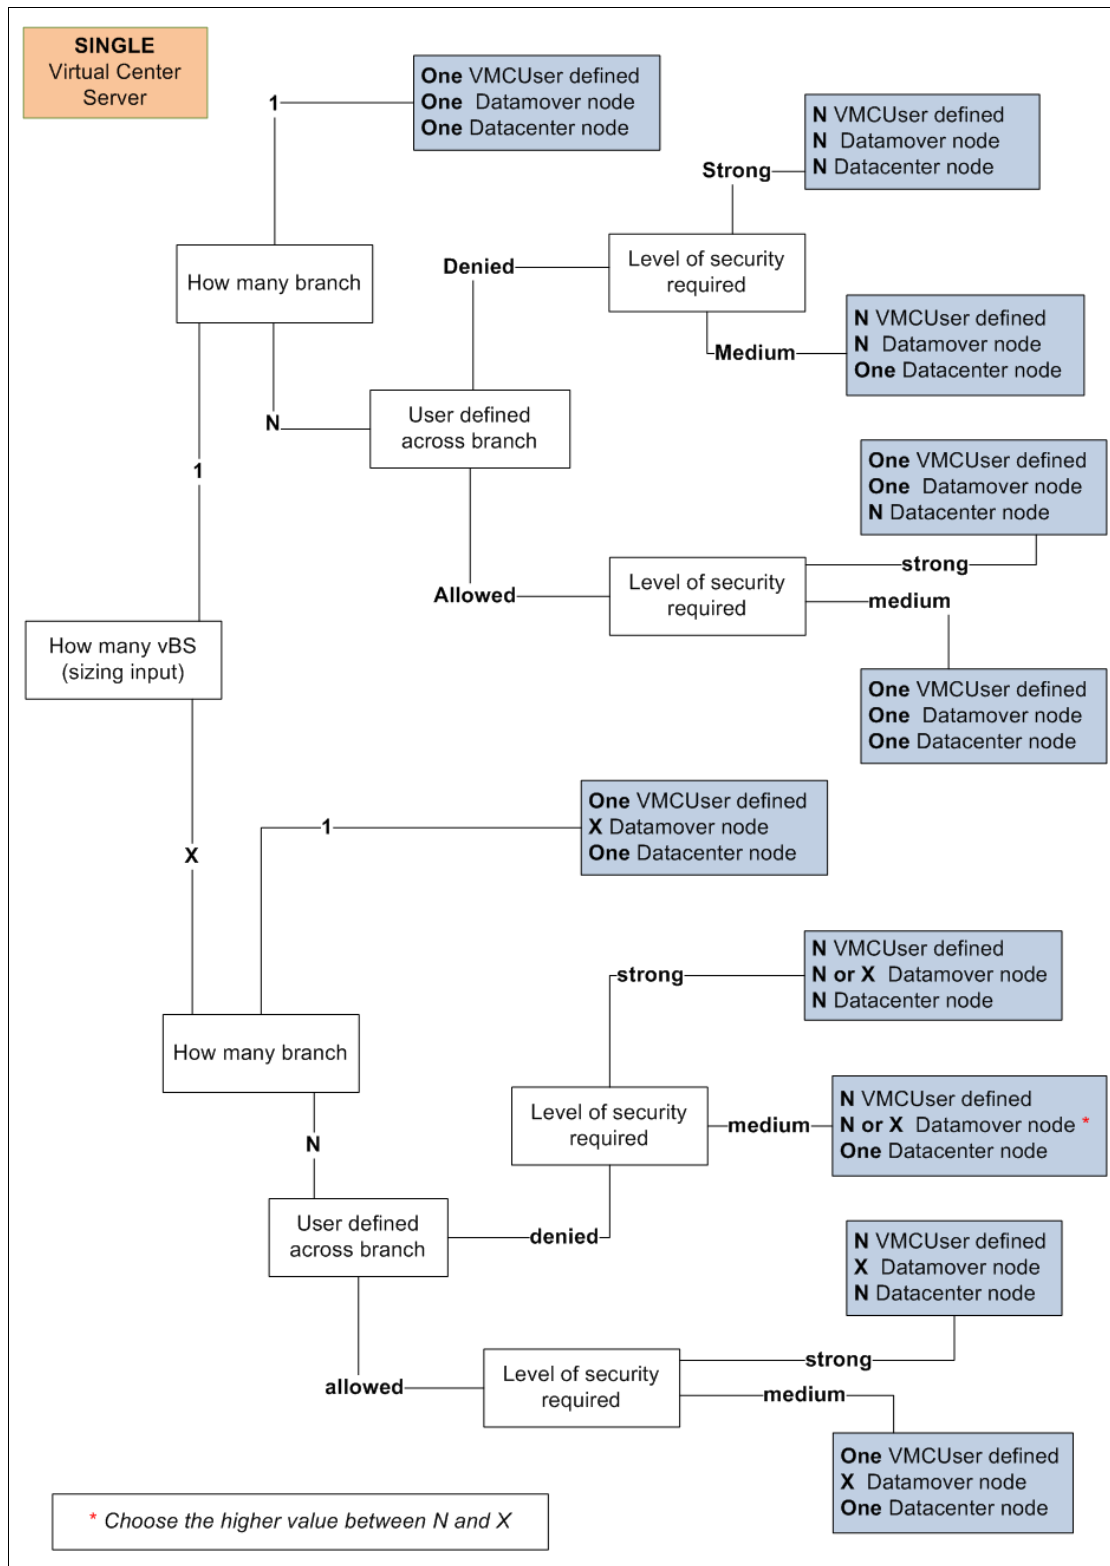 SINGLE
Virtual Center
Server
1
One VMCUser defined
One Datamover node
One Datacenter node
N VMCUser defined
N Datamover node
N Datacenter node
Strong
How many branch
Denied
Level of security
required
Medium
N VMCUser defined
N Datamover node
One Datacenter node
N
User defined
across branch
1
One VMCUser defined
One Datamover node
N Datacenter node
strong
Allowed
Level of security
required
medium
How many vBS
(sizing input)
One VMCUser defined
One Datamover node
One Datacenter node
X
1
One VMCUser defined
X Datamover node
One Datacenter node
strong
N VMCUser defined
N or X Datamover node
N Datacenter node
How many branch
Level of security
required
medium
N VMCUser defined
N or X Datamover node *
One Datacenter node
N
User defined
across branch
denied
N VMCUser defined
X Datamover node
N Datacenter node
strong
allowed
Level of security
required
medium
One VMCUser defined
X Datamover node
One Datacenter node
* Choose the higher value between N and X